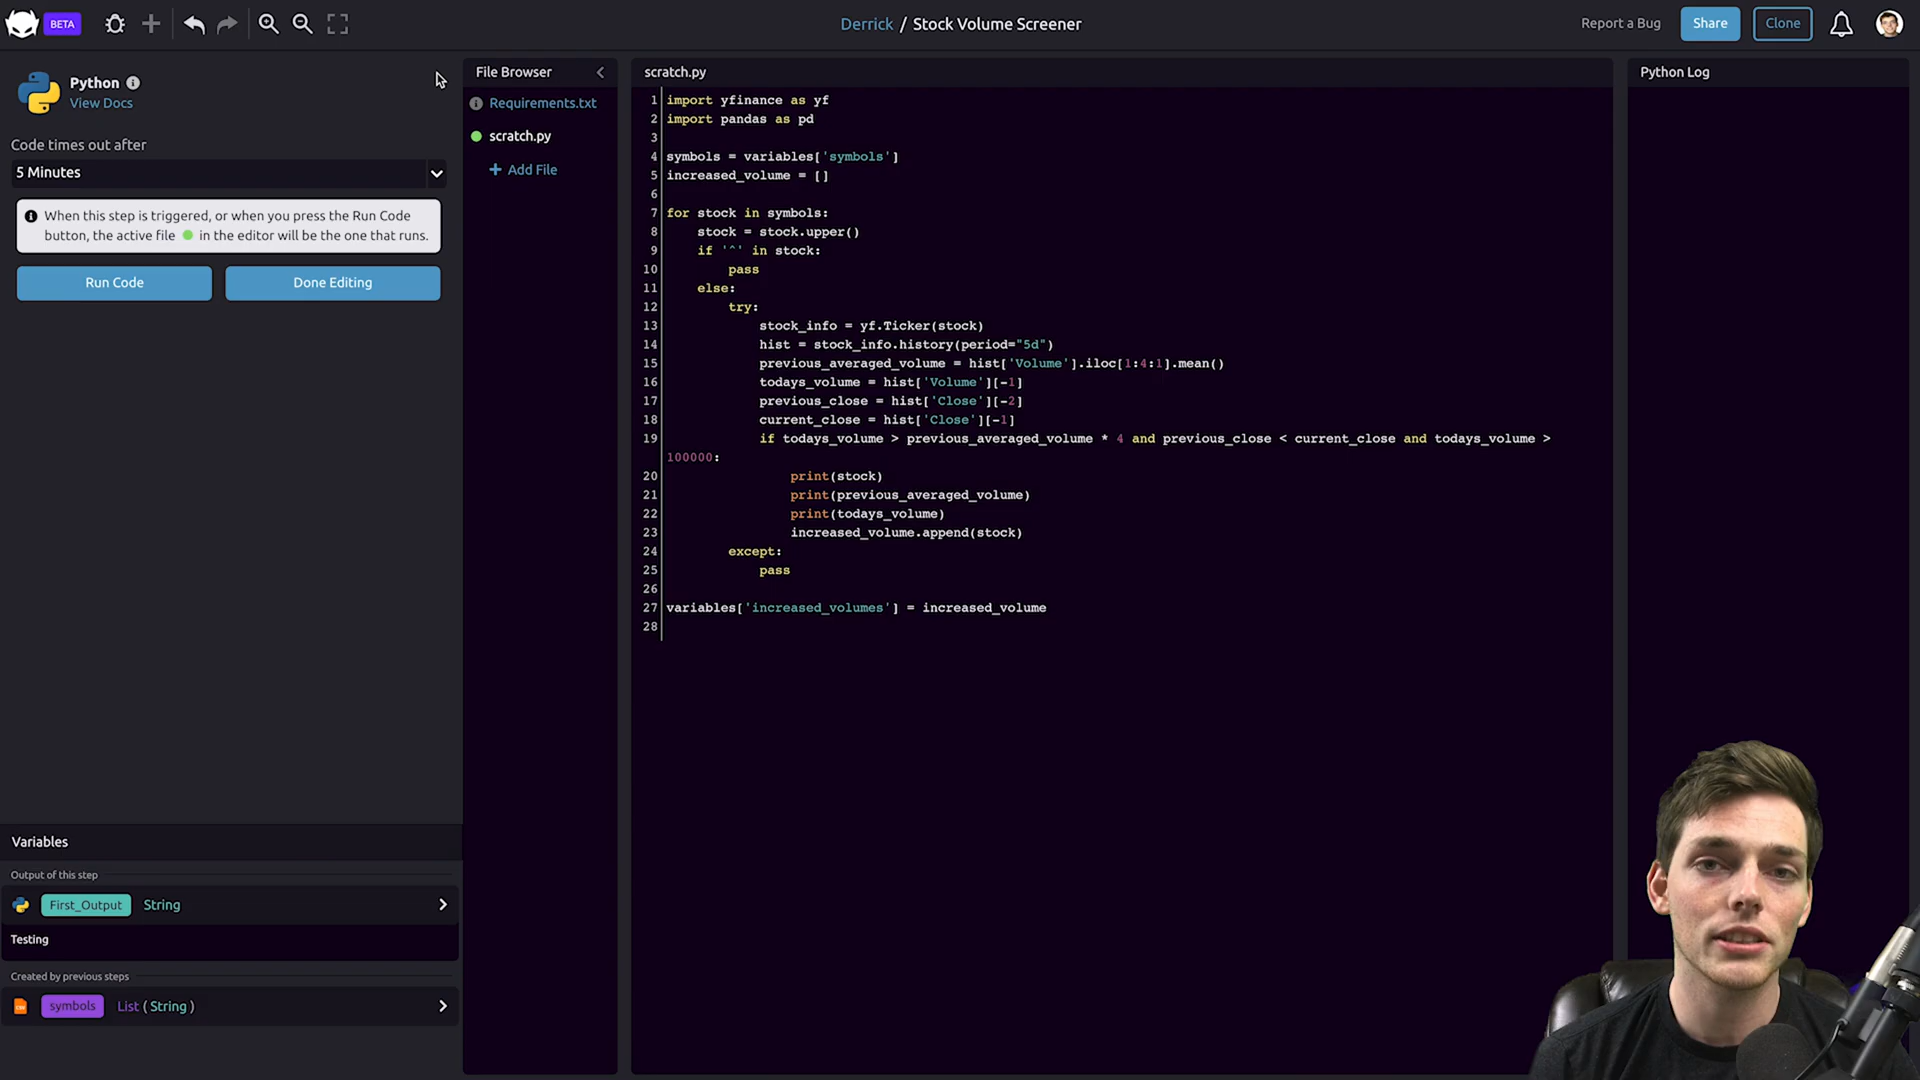 BETA
Derrick / Stock Volume Screener
Report a Bug
Share
Clone
Python
View Docs
Code times out after
5 Minutes
When this step is triggered, or when you press the Run Code
button, the active file in the editor will be the one that runs.
Run Code
Done Editing
File Browser
Requirements.txt
scratch.py
+ Add File
scratch.py
1 import yfinance as yf
2 import pandas as pd
3
4 symbols = variables['symbols']
5 increased_volume = []
6
7 for stock in symbols:
8 stock = stock.upper()
9 if '^' in stock:
10 pass
11 else:
12 try:
13 stock_info = yf.Ticker(stock)
14 hist = stock_info.history(period="5d")
15 previous_averaged_volume = hist['Volume'].iloc[1:4:1].mean()
16 todays_volume = hist['Volume'][-1]
17 previous_close = hist['Close'][-2]
18 current_close = hist['Close'][-1]
19 if todays_volume > previous_averaged_volume * 4 and previous_close < current_close and todays_volume >
100000:
20 print(stock)
21 print(previous_averaged_volume)
22 print(todays_volume)
23 increased_volume.append(stock)
24 except:
25 pass
26
27 variables['increased_volumes'] = increased_volume
28
Python Log
Variables
Output of this step
First_Output String
Testing
Created by previous steps
symbols List ( String )